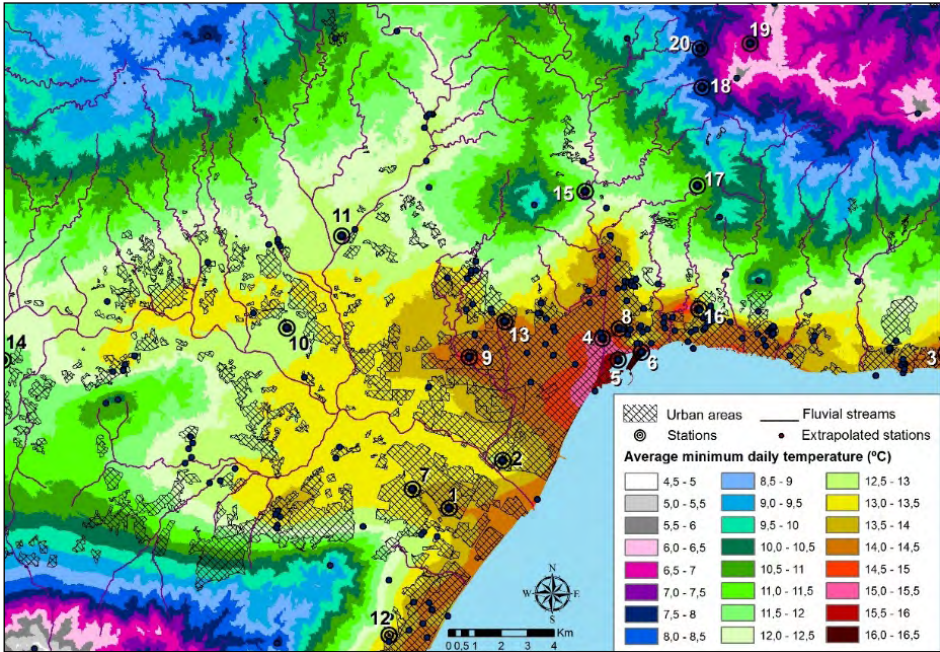 20
19
18
17
15
11
16
8
13
4
10
6
14
9
5
3
2
7
1
12
N
W E
S
0 0,5 1 2 3 4
Km
Urban areas
Fluvial streams
Stations
Extrapolated stations
Average minimum daily temperature (ºC)
4,5 - 5
8,5 - 9
12,5 - 13
5,0 - 5,5
9,0 - 9,5
13,0 - 13,5
5,5 - 6
9,5 - 10
13,5 - 14
6,0 - 6,5
10,0 - 10,5
14,0 - 14,5
6,5 - 7
10,5 - 11
14,5 - 15
7,0 - 7,5
11,0 - 11,5
15,0 - 15,5
7,5 - 8
11,5 - 12
15,5 - 16
8,0 - 8,5
12,0 - 12,5
16,0 - 16,5